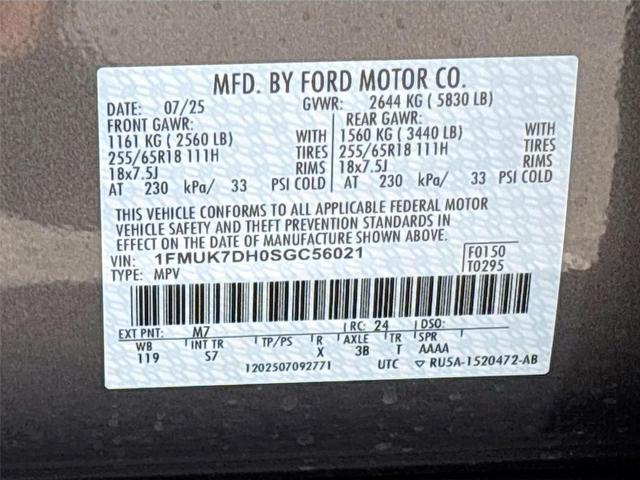 MFD. BY FORD MOTOR CO.
DATE: 07/25 GVWR: 2644 KG ( 5830 LB)
FRONT GAWR: REAR GAWR:
1161 KG ( 2560 LB) WITH 1560 KG ( 3440 LB) WITH
255/65R18 111H TIRES 255/65R18 111H TIRES
18x7.5J RIMS 18x7.5J RIMS
AT 230 kPa/ 33 PSI COLD AT 230 kPa/ 33 PSI COLD
THIS VEHICLE CONFORMS TO ALL APPLICABLE FEDERAL MOTOR
VEHICLE SAFETY AND THEFT PREVENTION STANDARDS IN
EFFECT ON THE DATE OF MANUFACTURE SHOWN ABOVE.
VIN: 1FMUK7DH0SGC56021 F0150
TYPE: MPV T0295
EXT PNT: M7 RC: 24 DSO:
WB INT TR TP/PS R AXLE TR SPR
119 S7 X 3B T AAAA
1202507092771 UTC ▽ RU5A-1520472-AB